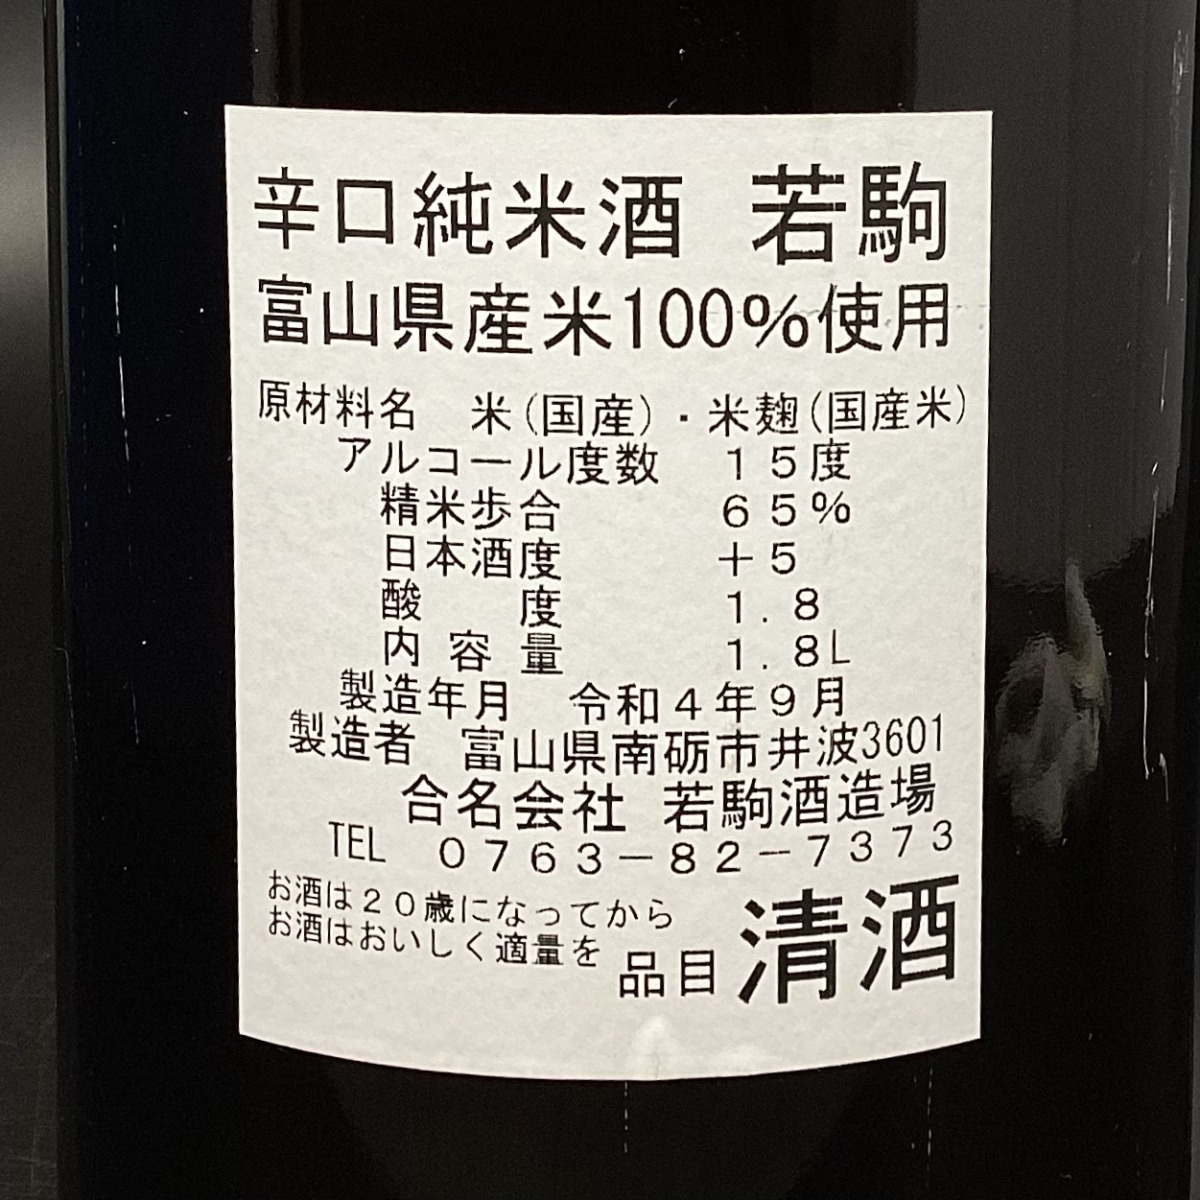 辛口純米酒 若駒
富山県産米100%使用
原材料名 米(国産)・米麹(国産米)
アルコール度数 15度
精米歩合 65%
日本酒度 +5
酸度 1.8
内容量 1.8L
製造年月 令和4年9月
製造者 富山県南砺市井波3601
合名会社 若駒酒造場
TEL 0763-82-7373
お酒は20歳になってから
お酒はおいしく適量を
品目 清酒